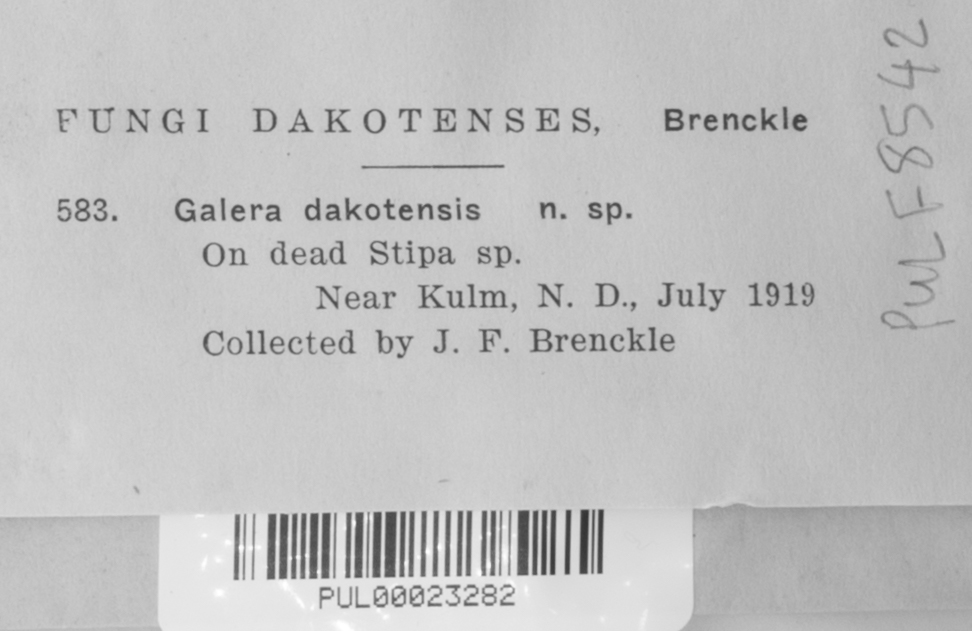 FUNGI DAKOTENSES, Brenckle
583. Galera dakotensis n. sp.
On dead Stipa sp.
Near Kulm, N. D., July 1919
Collected by J. F. Brenckle
PUL F8542
PUL00023282